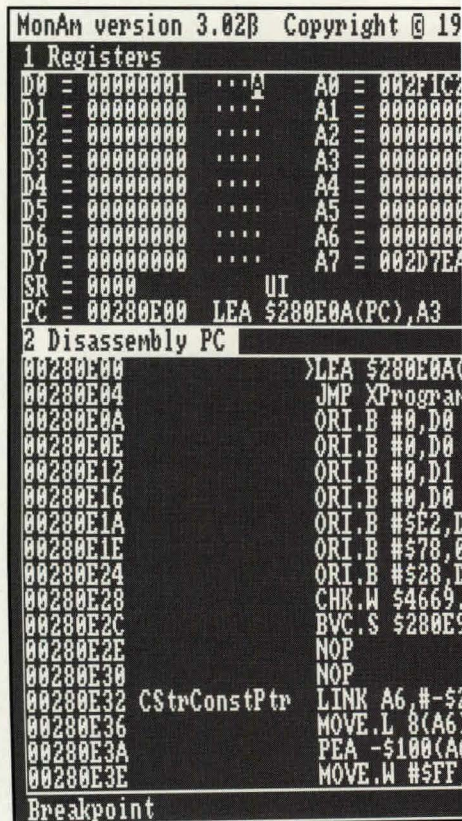 MonAm version 3.02β Copyright © 19
1 Registers
D0 = 00000001 ···A A0 = 002F1C2
D1 = 00000000 ···· A1 = 0000000
D2 = 00000000 ···· A2 = 0000000
D3 = 00000000 ···· A3 = 0000000
D4 = 00000000 ···· A4 = 0000000
D5 = 00000000 ···· A5 = 0000000
D6 = 00000000 ···· A6 = 0000000
D7 = 00000000 ···· A7 = 002D7EA
SR = 0000 UI
PC = 00280E00 LEA $280E0A(PC),A3
2 Disassembly PC
00280E00 >LEA $280E0A(
00280E04 JMP XProgram
00280E0A ORI.B #0,D0
00280E0E ORI.B #0,D0
00280E12 ORI.B #0,D1
00280E16 ORI.B #0,D0
00280E1A ORI.B #$E2,D
00280E1E ORI.B #$78,0
00280E24 ORI.B #$28,D
00280E28 CHK.W $4669,
00280E2C BVC.S $280E9
00280E2E NOP
00280E30 NOP
00280E32 CStrConstPtr LINK A6,#-$2
00280E36 MOVE.L 8(A6)
00280E3A PEA -$100(A6
00280E3E MOVE.W #$FF
Breakpoint